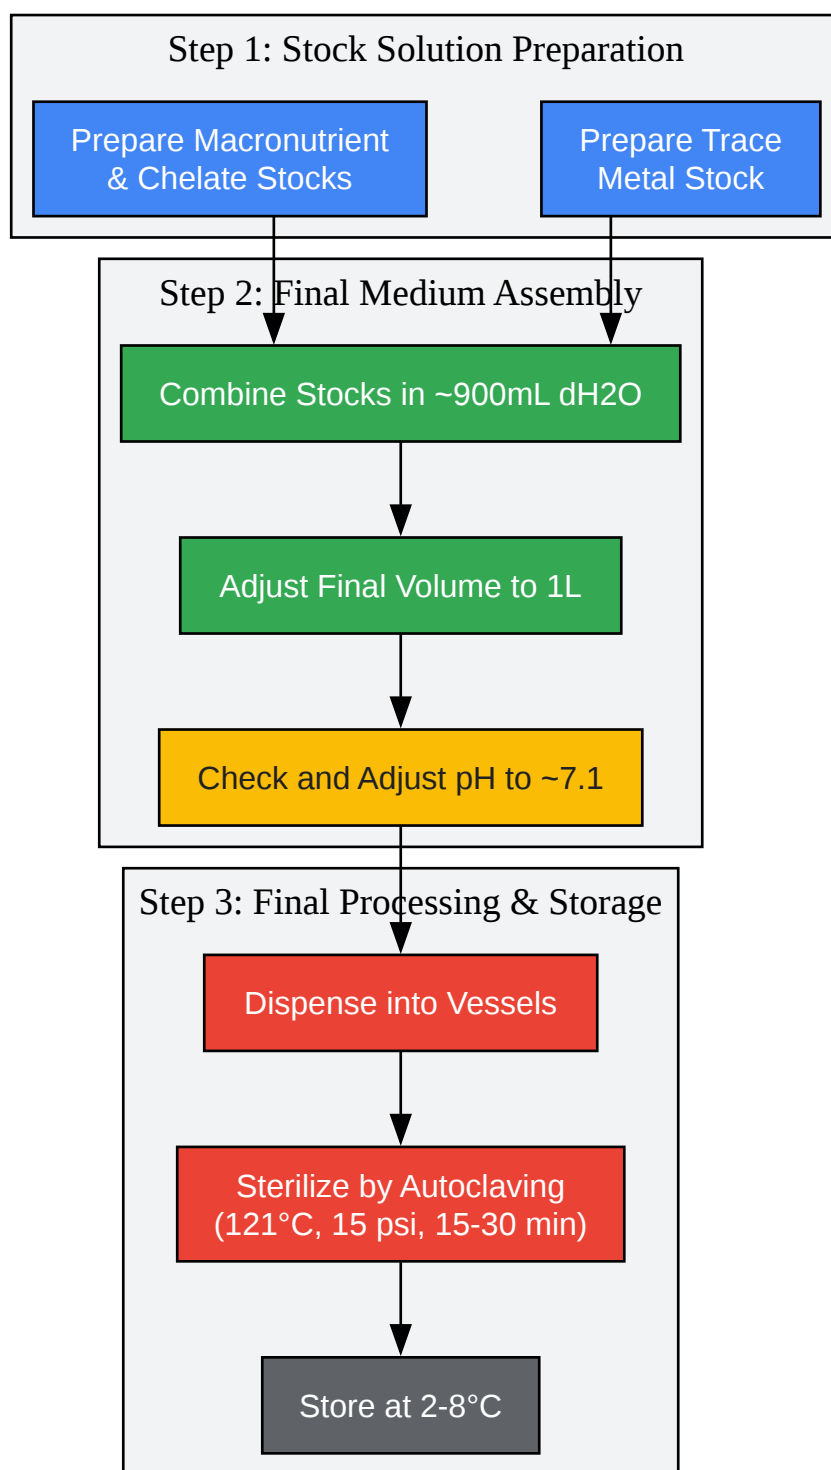 Step 1: Stock Solution Preparation
Prepare Macronutrient
& Chelate Stocks
Prepare Trace
Metal Stock
Step 2: Final Medium Assembly
Combine Stocks in ~900mL dH2O
Adjust Final Volume to 1L
Check and Adjust pH to ~7.1
Step 3: Final Processing & Storage
Dispense into Vessels
Sterilize by Autoclaving
(121°C, 15 psi, 15-30 min)
Store at 2-8°C